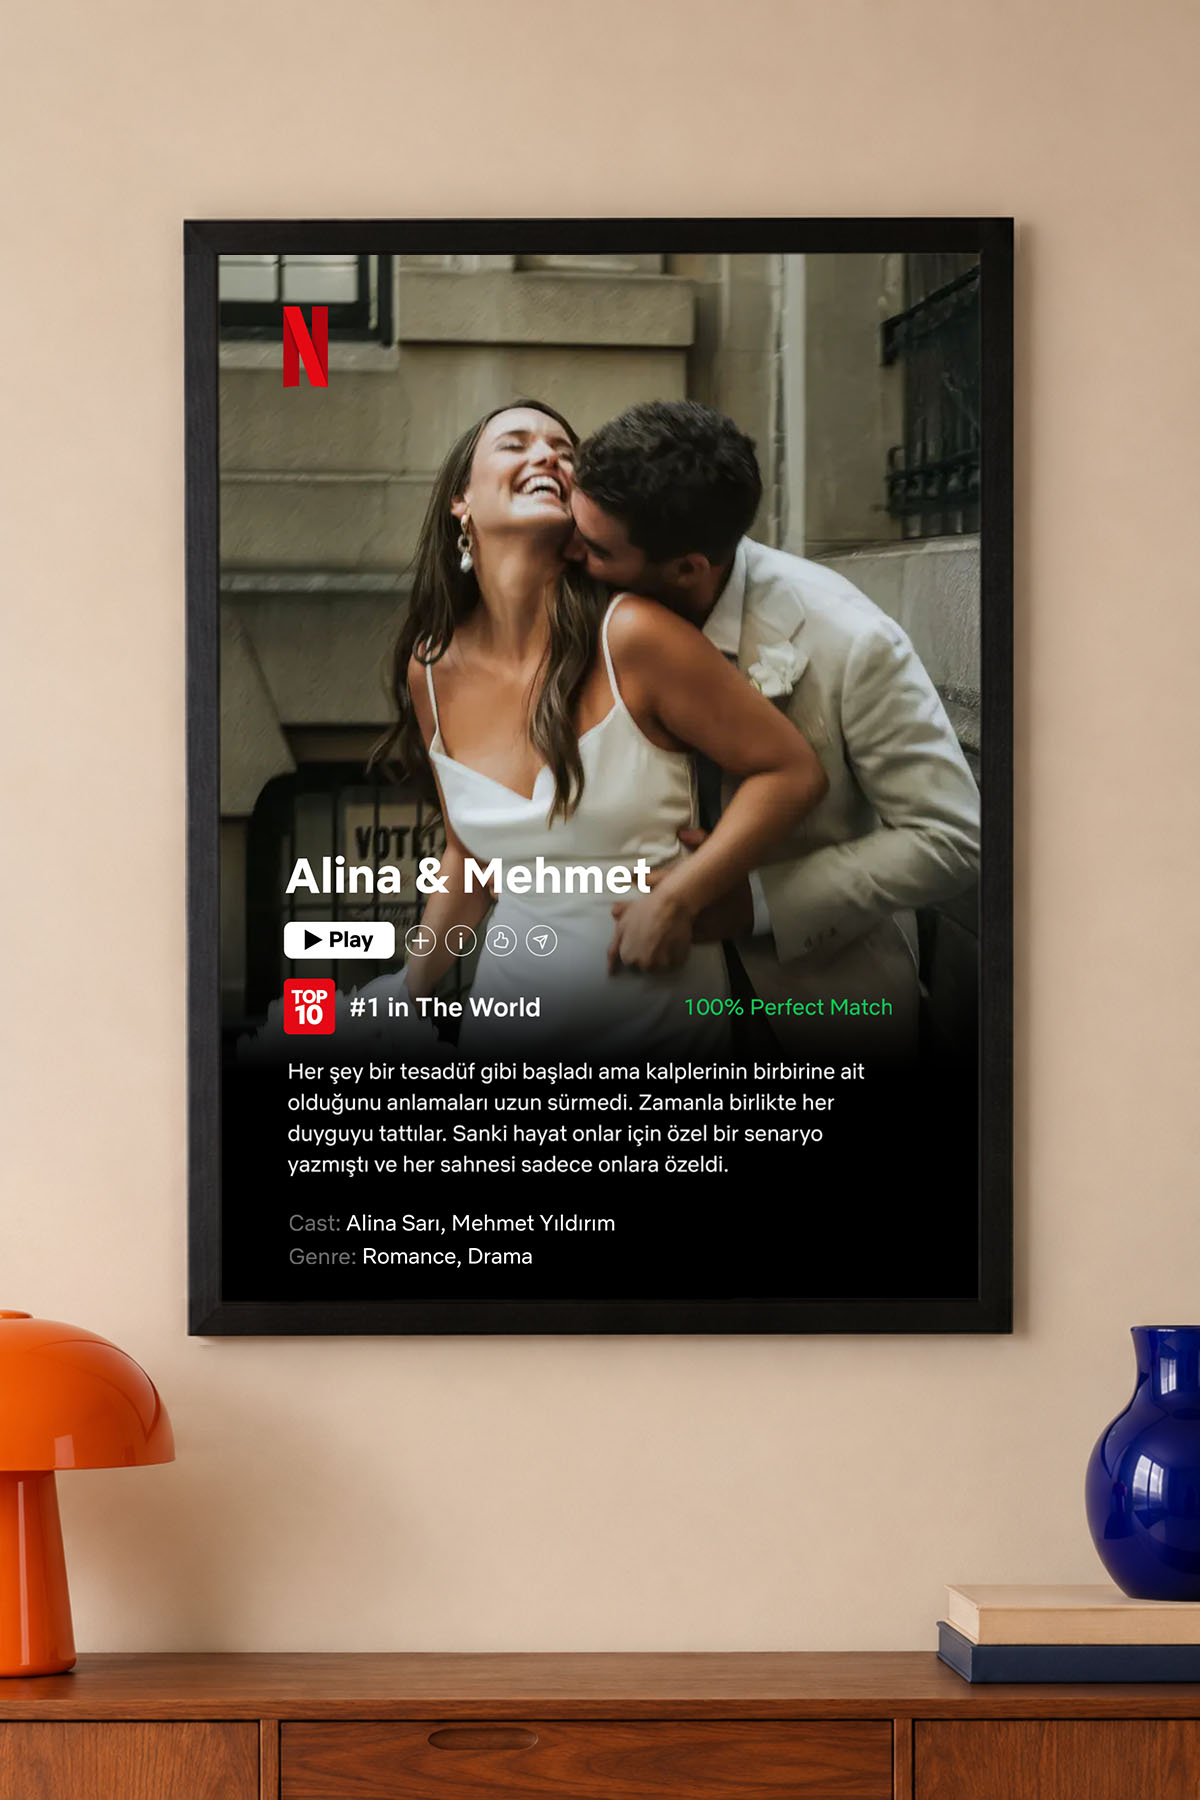 N
VOTE!
Alina & Mehmet
Play
TOP
10
#1 in The World
100% Perfect Match
Her şey bir tesadüf gibi başladı ama kalplerinin birbirine ait
olduğunu anlamaları uzun sürmedi. Zamanla birlikte her
duyguyu tattılar. Sanki hayat onlar için özel bir senaryo
yazmıştı ve her sahnesi sadece onlara özeldi.
Cast: Alina Sarı, Mehmet Yıldırım
Genre: Romance, Drama